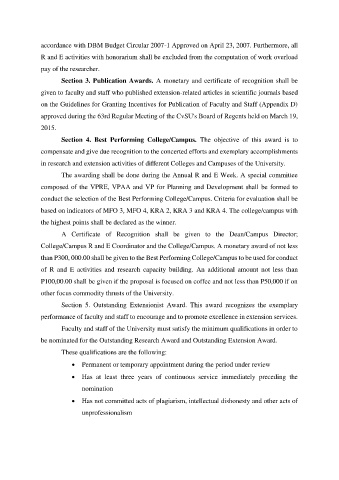 accordance with DBM Budget Circular 2007-1 Approved on April 23, 2007. Furthermore, all
R and E activities with honorarium shall be excluded from the computation of work overload
pay of the researcher.
Section 3. Publication Awards. A monetary and certificate of recognition shall be
given to faculty and staff who published extension-related articles in scientific journals based
on the Guidelines for Granting Incentives for Publication of Faculty and Staff (Appendix D)
approved during the 63rd Regular Meeting of the CvSU's Board of Regents held on March 19,
2015.
Section 4. Best Performing College/Campus. The objective of this award is to
compensate and give due recognition to the concerted efforts and exemplary accomplishments
in research and extension activities of different Colleges and Campuses of the University.
The awarding shall be done during the Annual R and E Week. A special committee
composed of the VPRE, VPAA and VP for Planning and Development shall be formed to
conduct the selection of the Best Performing College/Campus. Criteria for evaluation shall be
based on indicators of MFO 3, MFO 4, KRA 2, KRA 3 and KRA 4. The college/campus with
the highest points shall be declared as the winner.
A Certificate of Recognition shall be given to the Dean/Campus Director;
College/Campus R and E Coordinator and the College/Campus. A monetary award of not less
than P300, 000.00 shall be given to the Best Performing College/Campus to be used for conduct
of R and E activities and research capacity building. An additional amount not less than
P100,00.00 shall be given if the proposal is focused on coffee and not less than P50,000 if on
other focus commodity thrusts of the University.
Section 5. Outstanding Extensionist Award. This award recognizes the exemplary
performance of faculty and staff to encourage and to promote excellence in extension services.
Faculty and staff of the University must satisfy the minimum qualifications in order to
be nominated for the Outstanding Research Award and Outstanding Extension Award.
These qualifications are the following:
• Permanent or temporary appointment during the period under review
• Has at least three years of continuous service immediately preceding the
nomination
• Has not committed acts of plagiarism, intellectual dishonesty and other acts of
unprofessionalism